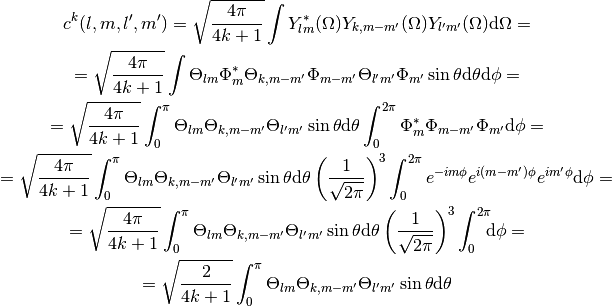 c^k(l, m, l', m') = \sqrt{\frac{4\pi}{4k+1}} \int Y_{lm}^*(\Omega) Y_{k,m-m'}(\Omega) Y_{l'm'}(\Omega) \mathrm{d}\Omega =
= \sqrt{\frac{4\pi}{4k+1}} \int \Theta_{lm} \Phi_m^* \Theta_{k,m-m'} \Phi_{m-m'} \Theta_{l'm'} \Phi_{m'} \sin\theta \mathrm{d}\theta \mathrm{d}\phi =
= \sqrt{\frac{4\pi}{4k+1}} \int_0^\pi \Theta_{lm} \Theta_{k,m-m'} \Theta_{l'm'} \sin\theta \mathrm{d}\theta \int_0^{2\pi} \Phi_m^* \Phi_{m-m'} \Phi_{m'} \mathrm{d}\phi =
= \sqrt{\frac{4\pi}{4k+1}} \int_0^\pi \Theta_{lm} \Theta_{k,m-m'} \Theta_{l'm'} \sin\theta \mathrm{d}\theta \left(\frac{1}{\sqrt{2\pi}}\right)^3 \int_0^{2\pi} e^{-im\phi} e^{i(m-m')\phi} e^{im'\phi} \mathrm{d}\phi =
= \sqrt{\frac{4\pi}{4k+1}} \int_0^\pi \Theta_{lm} \Theta_{k,m-m'} \Theta_{l'm'} \sin\theta \mathrm{d}\theta \left(\frac{1}{\sqrt{2\pi}}\right)^3 \int_0^{2\pi} \mathrm{d}\phi =
= \sqrt{\frac{2}{4k+1}} \int_0^\pi \Theta_{lm} \Theta_{k,m-m'} \Theta_{l'm'} \sin\theta \mathrm{d}\theta